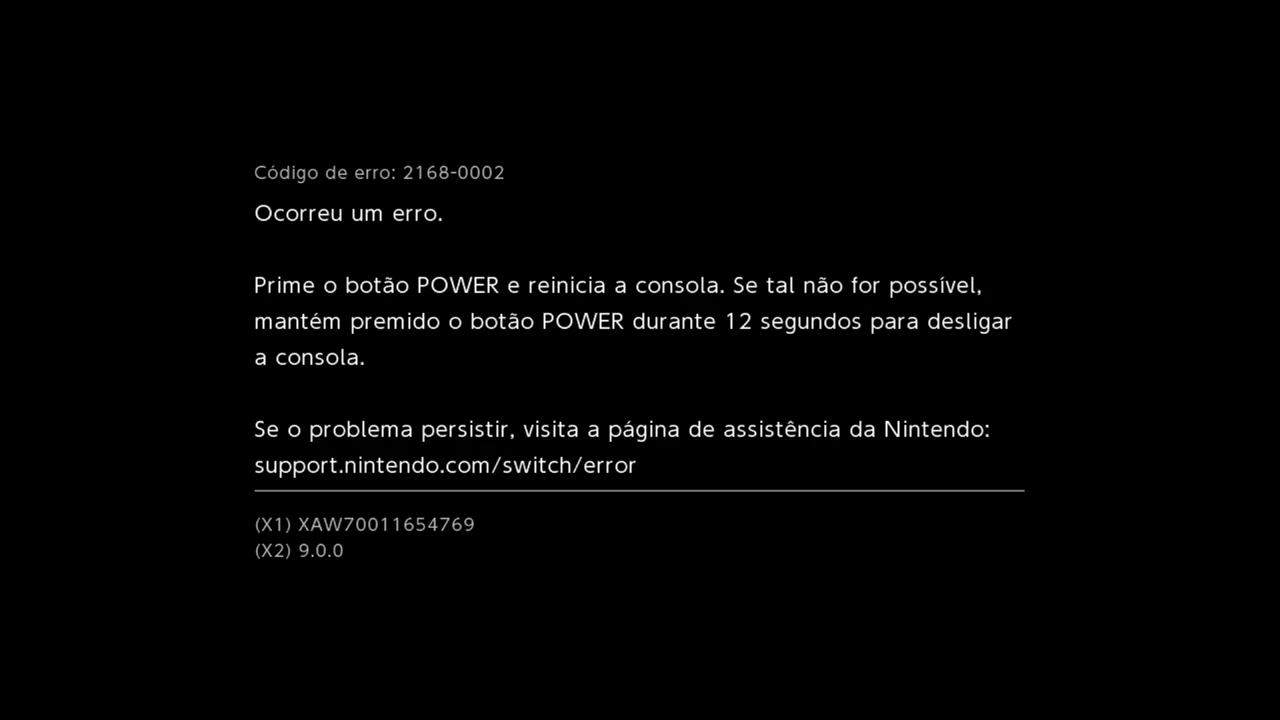 Código de erro: 2168-0002
Ocorreu um erro.
Prime o botão POWER e reinicia a consola. Se tal não for possível,
mantém premido o botão POWER durante 12 segundos para desligar
a consola.
Se o problema persistir, visita a página de assistência da Nintendo:
support.nintendo.com/switch/error
(X1) XAW70011654769
(X2) 9.0.0